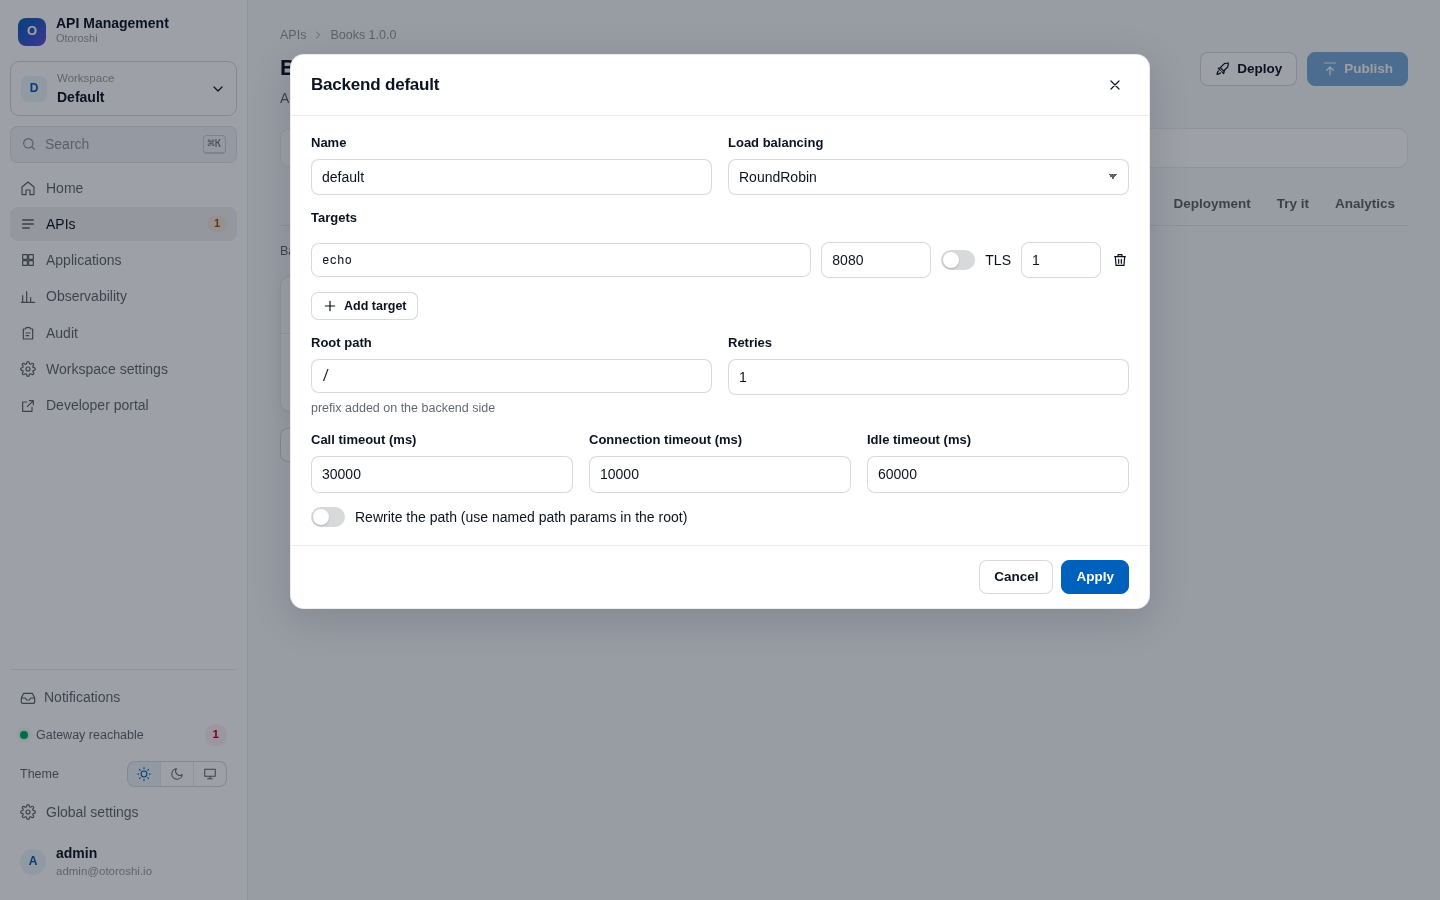 API Management
Otoroshi
O
Workspace
D
Default
Search
⌘K
Home
APIs
1
Applications
Observability
Audit
Workspace settings
Developer portal
Notifications
Gateway reachable
1
Theme
Global settings
A
admin
admin@otoroshi.io
APIs
Books 1.0.0
Deploy
Publish
Deployment
Try it
Analytics
Backend default
Name
Load balancing
default
RoundRobin
Targets
echo
8080
TLS
1
Add target
Root path
Retries
/
1
prefix added on the backend side
Call timeout (ms)
Connection timeout (ms)
Idle timeout (ms)
30000
10000
60000
Rewrite the path (use named path params in the root)
Cancel
Apply